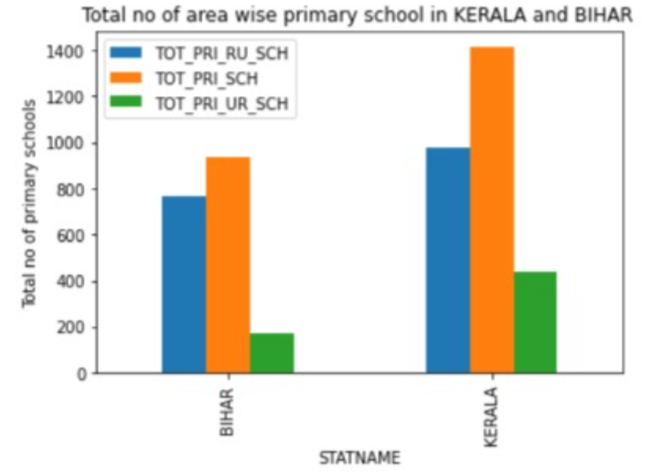 Total no of area wise primary school in KERALA and BIHAR
TOT_PRI_RU_SCH
TOT_PRI_SCH
TOT_PRI_UR_SCH
Total no of primary schools
1400
1200
1000
800
600
400
200
0
BIHAR
KERALA
STATNAME